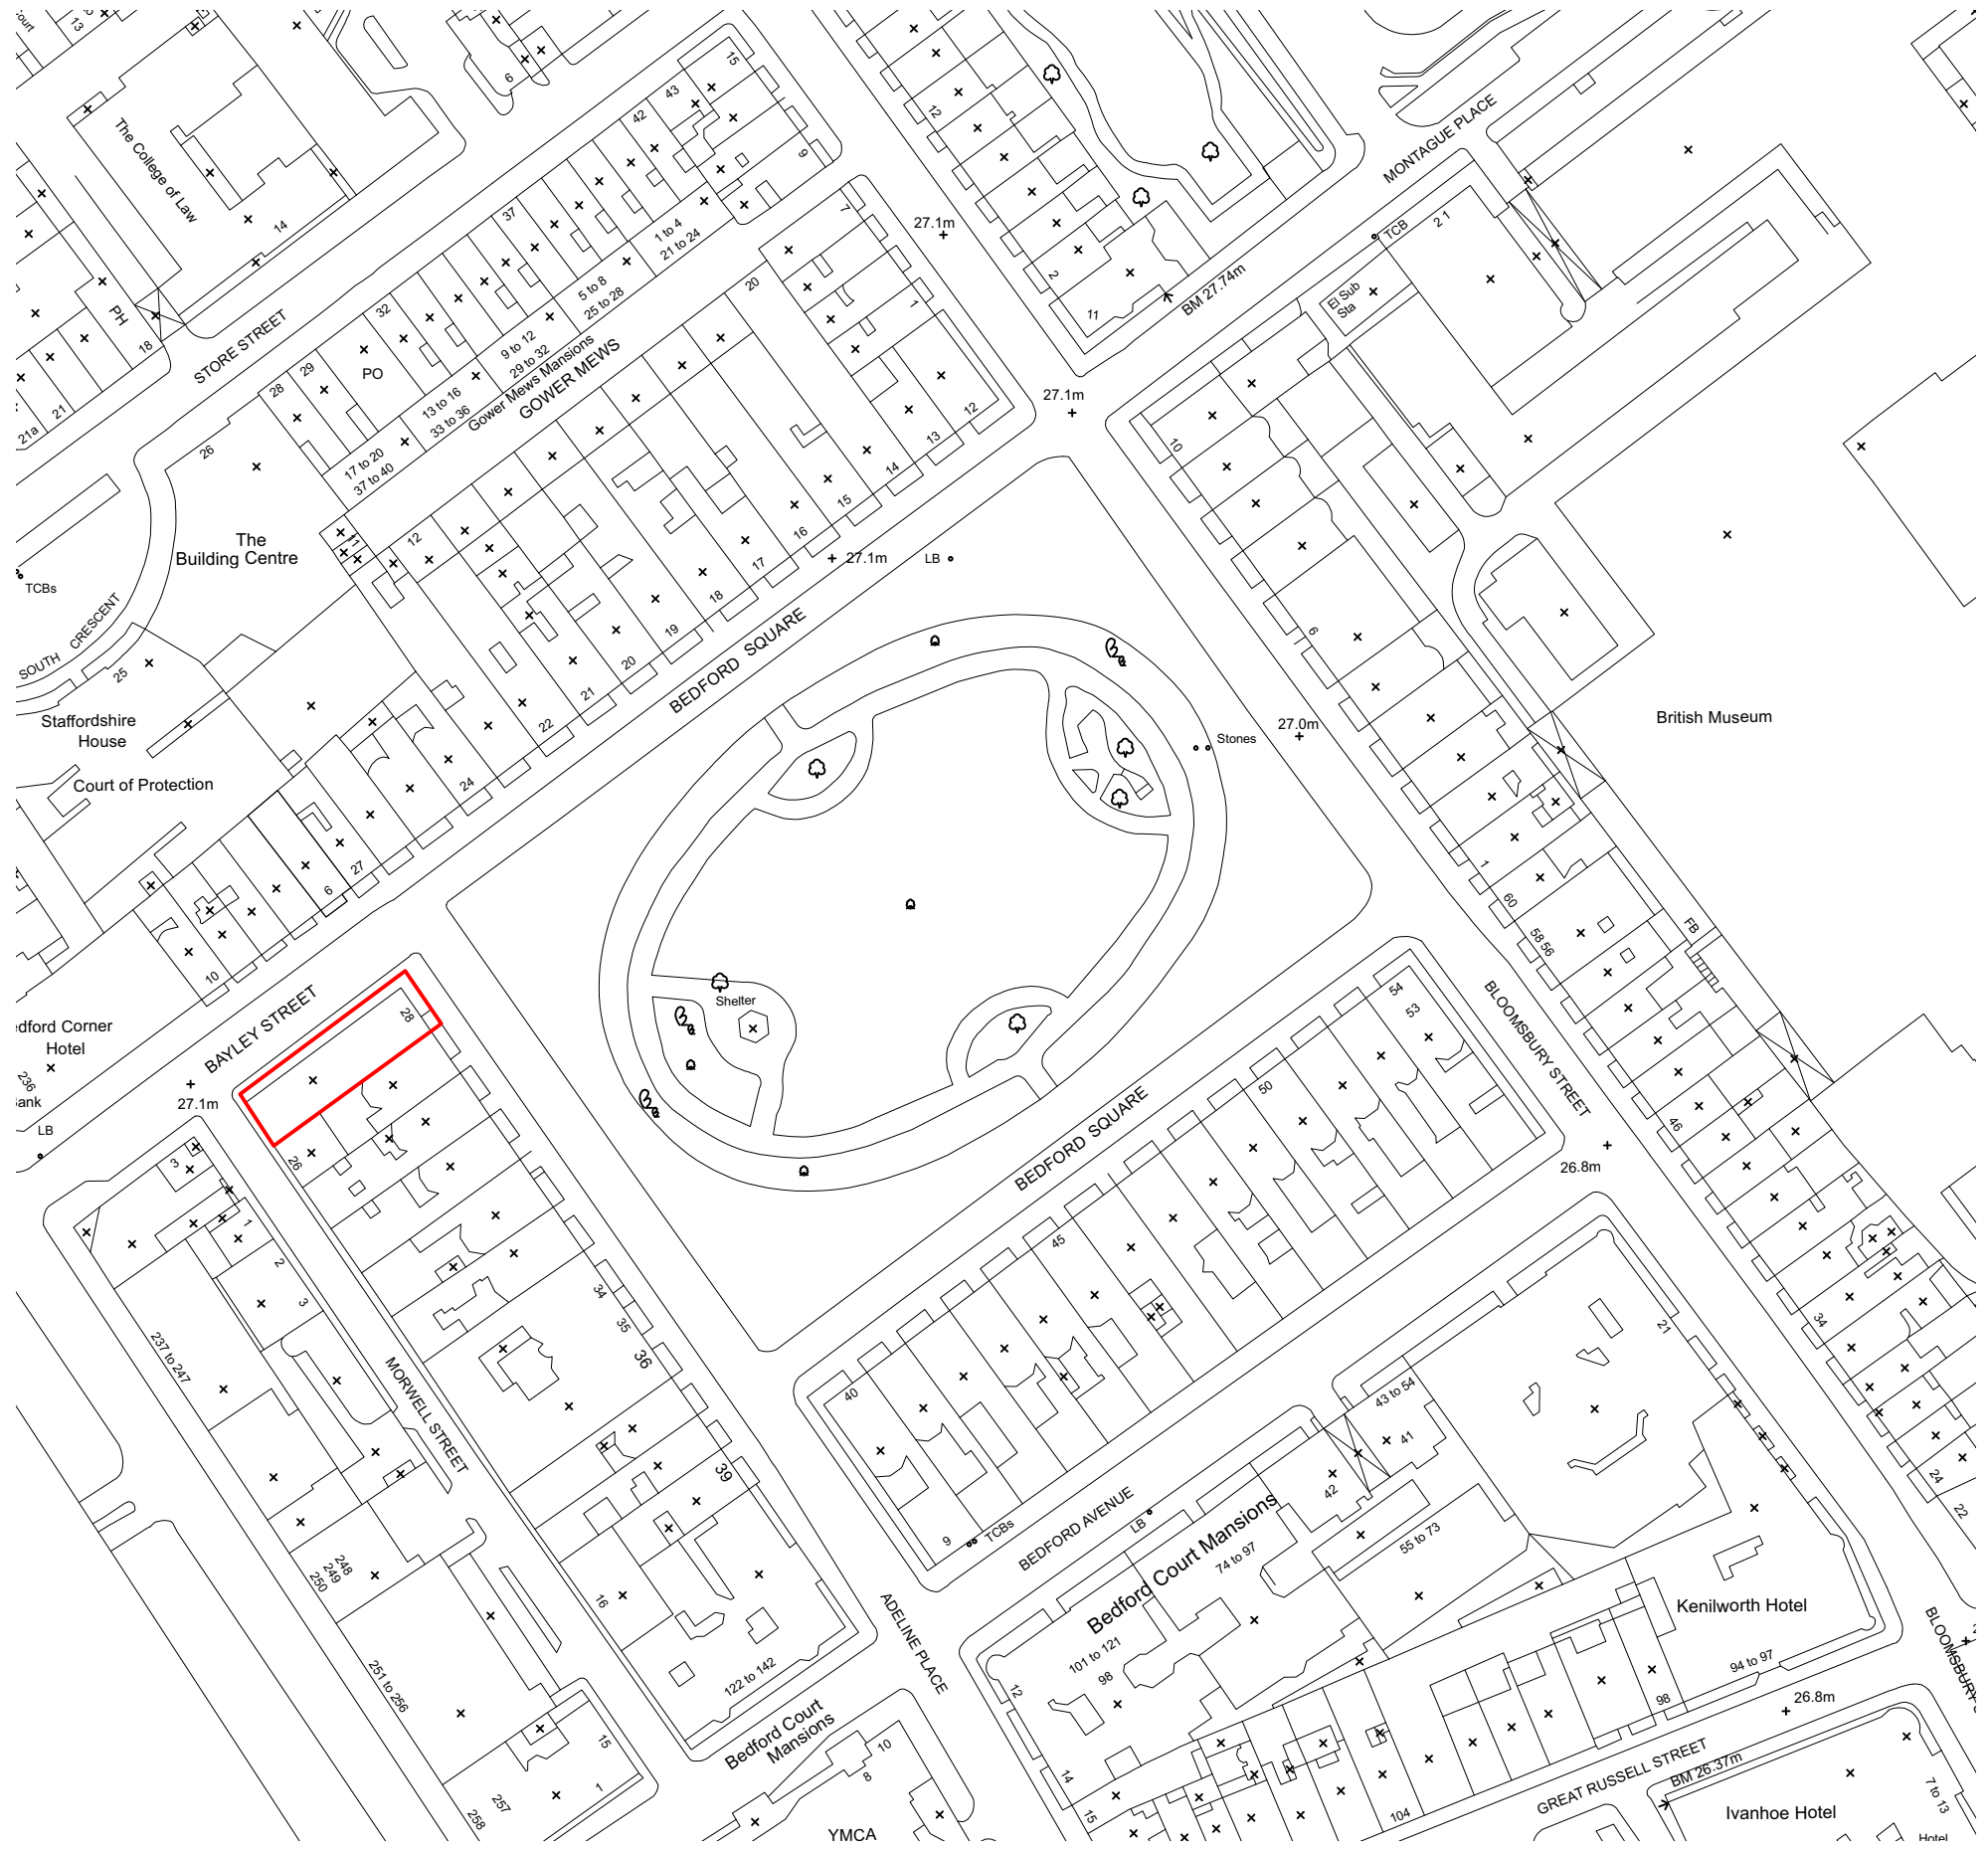 13
The College of Law
14
6
15
43
42
9
37
1 to 4
21 to 24
5 to 8
25 to 28
9 to 12
29 to 32
Gower Mews Mansions
GOWER MEWS
13 to 16
33 to 36
17 to 20
37 to 40
PH
18
21
21a
STORE STREET
32
29
28
PO
26
The
Building Centre
TCBs
SOUTH CRESCENT
25
Staffordshire
House
Court of Protection
7
20
1
12
13
14
15
16
17
18
19
20
21
22
24
27
6
10
11
12
12
2
11
27.1m
27.1m
27.1m
27.1m
MONTAGUE PLACE
TCB
21
El Sub
Sta
BM 27.74m
10
6
1
60
58 56
FB
British Museum
LB
BEDFORD SQUARE
Stones
27.0m
Shelter
BAYLEY STREET
28
26
edford Corner
Hotel
236
LB
3
1
2
3
237 to 247
MORWELL STREET
34
35
36
39
16
248
249
250
251 to 256
257
258
15
1
122 to 142
Bedford Court
Mansions
10
8
YMCA
ADELINE PLACE
BEDFORD SQUARE
54
53
50
45
40
9
TCBs
BEDFORD AVENUE
LB
BLOOMSBURY STREET
26.8m
46
34
24
22
21
43 to 54
41
42
Bedford Court Mansions
74 to 97
55 to 73
101 to 121
98
12
14
15
Kenilworth Hotel
94 to 97
98
104
26.8m
GREAT RUSSELL STREET
BM 26.37m
Ivanhoe Hotel
7 to 13
Hotel
BLOOMSBURY